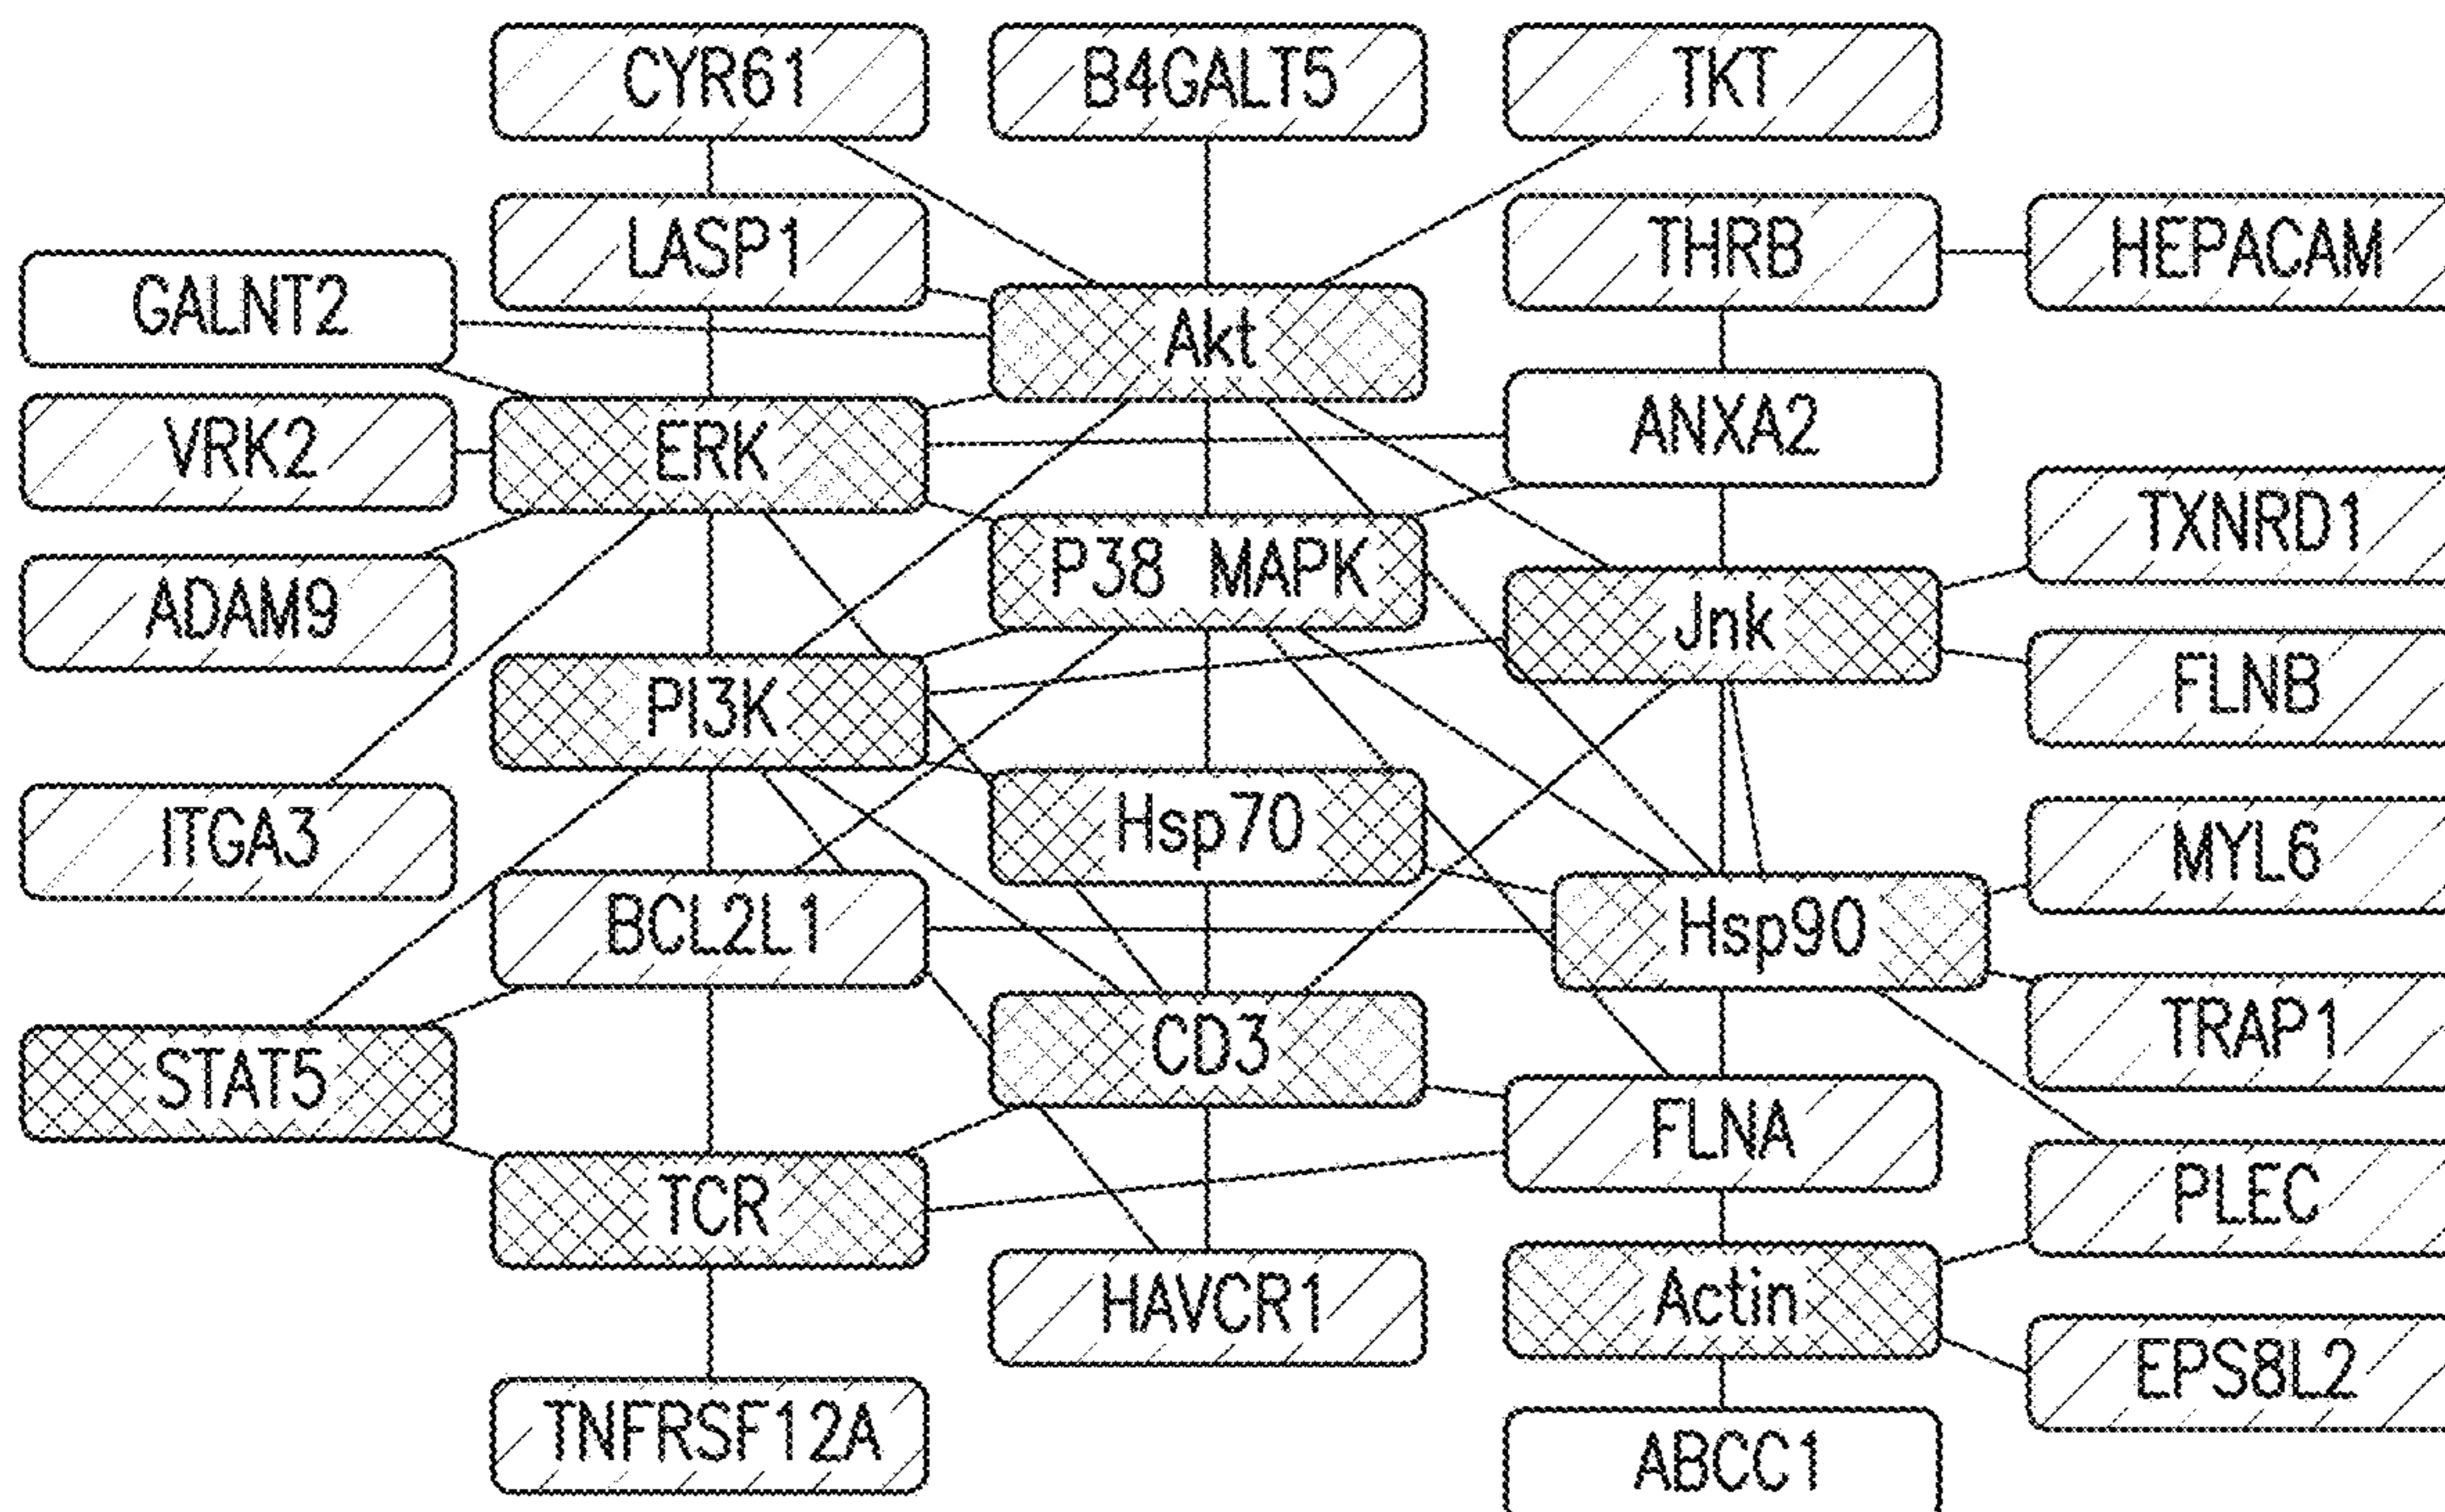 CYR61
B4GALT5
TKT
LASP1
THRB
HEPACAM
GALNT2
Akt
VRK2
ERK
ANXA2
TXNRD1
P38 MAPK
ADAM9
Jnk
FLNB
PI3K
ITGA3
Hsp70
MYL6
BCL2L1
Hsp90
TRAP1
STAT5
CD3
FLNA
TCR
PLEC
HAVCR1
Actin
EPS8L2
TNFRSF12A
ABCC1